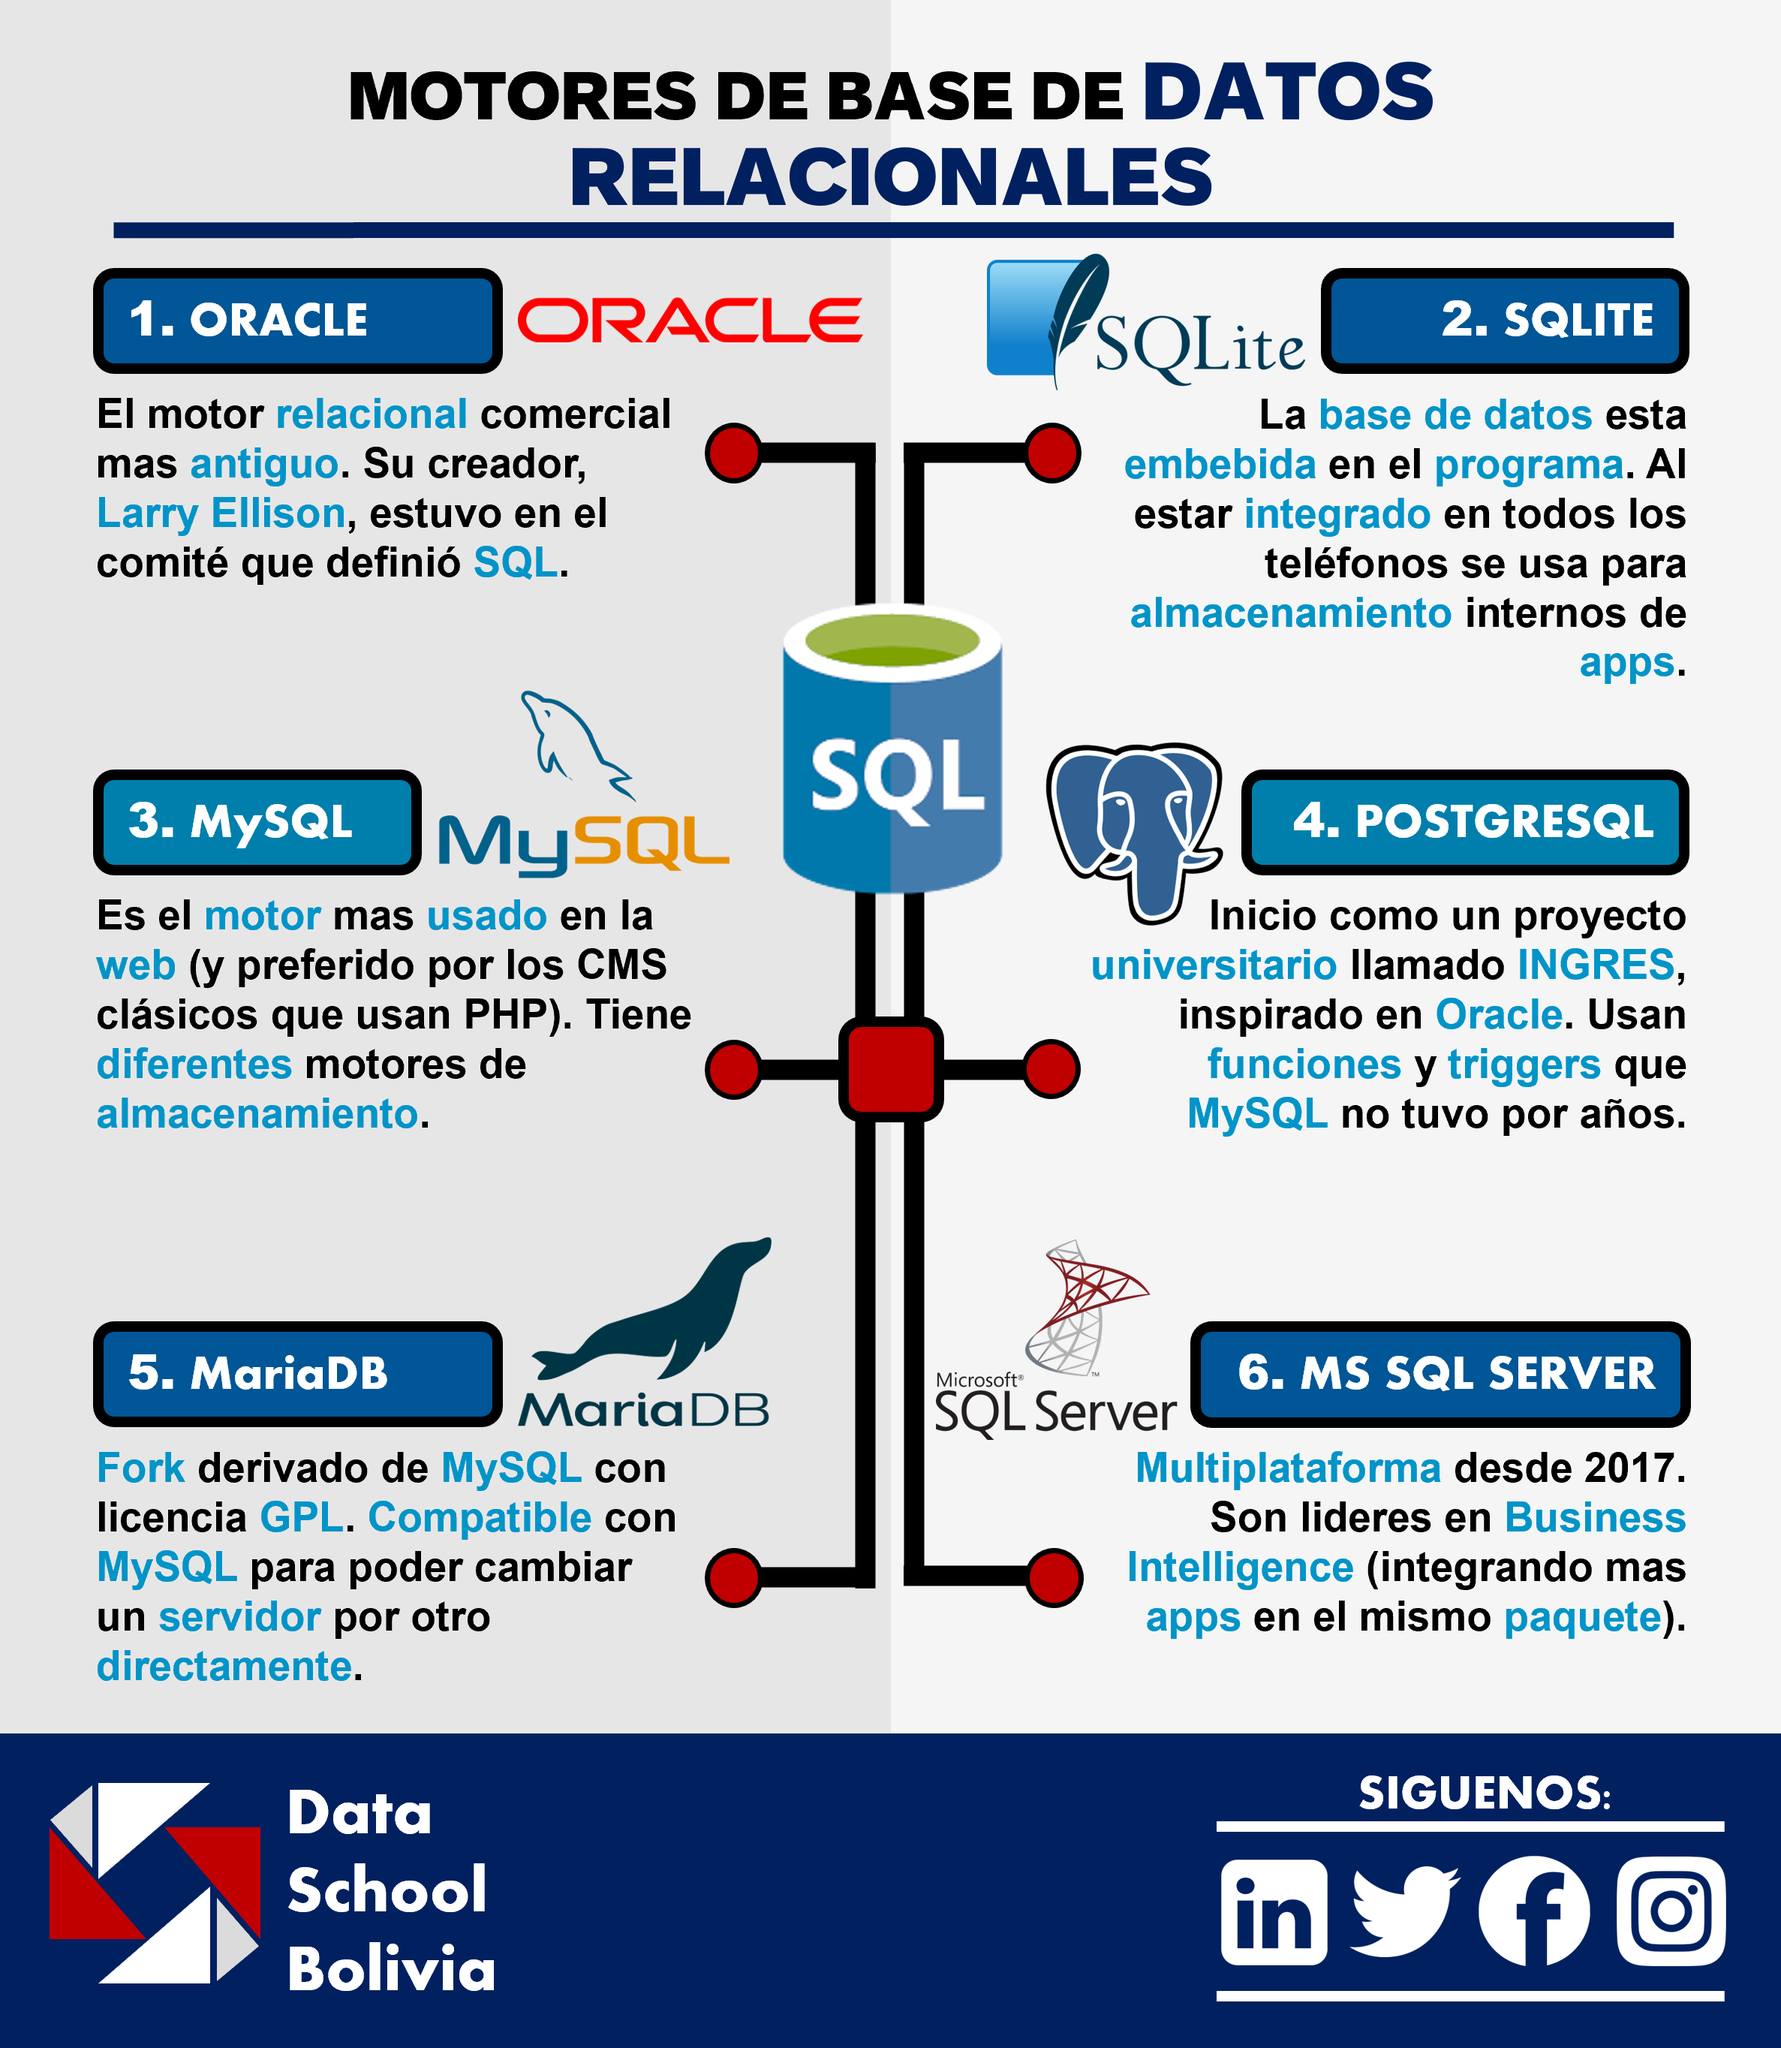 MOTORES DE BASE DE DATOS
RELACIONALES
1. ORACLE
ORACLE
El motor relacional comercial
mas antiguo. Su creador,
Larry Ellison, estuvo en el
comité que definió SQL.
SQLite
2. SQLITE
La base de datos esta
embebida en el programa. Al
estar integrado en todos los
teléfonos se usa para
almacenamiento internos de
apps.
SQL
3. MySQL
MySQL
Es el motor mas usado en la
web (y preferido por los CMS
clásicos que usan PHP). Tiene
diferentes motores de
almacenamiento.
4. POSTGRESQL
Inicio como un proyecto
universitario llamado INGRES,
inspirado en Oracle. Usan
funciones y triggers que
MySQL no tuvo por años.
5. MariaDB
MariaDB
Fork derivado de MySQL con
licencia GPL. Compatible con
MySQL para poder cambiar
un servidor por otro
directamente.
Microsoft®
SQL Server™
6. MS SQL SERVER
Multiplataforma desde 2017.
Son lideres en Business
Intelligence (integrando mas
apps en el mismo paquete).
Data
School
Bolivia
SIGUENOS:
in
f